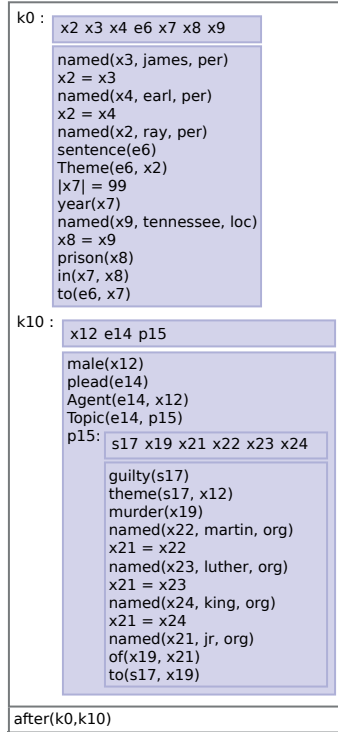 k0 :
x2 x3 x4 e6 x7 x8 x9
named(x3, james, per)
x2 = x3
named(x4, earl, per)
x2 = x4
named(x2, ray, per)
sentence(e6)
Theme(e6, x2)
|x7| = 99
year(x7)
named(x9, tennessee, loc)
x8 = x9
prison(x8)
in(x7, x8)
to(e6, x7)
k10 :
x12 e14 p15
male(x12)
plead(e14)
Agent(e14, x12)
Topic(e14, p15)
p15:
s17 x19 x21 x22 x23 x24
guilty(s17)
theme(s17, x12)
murder(x19)
named(x22, martin, org)
x21 = x22
named(x23, luther, org)
x21 = x23
named(x24, king, org)
x21 = x24
named(x21, jr, org)
of(x19, x21)
to(s17, x19)
after(k0,k10)